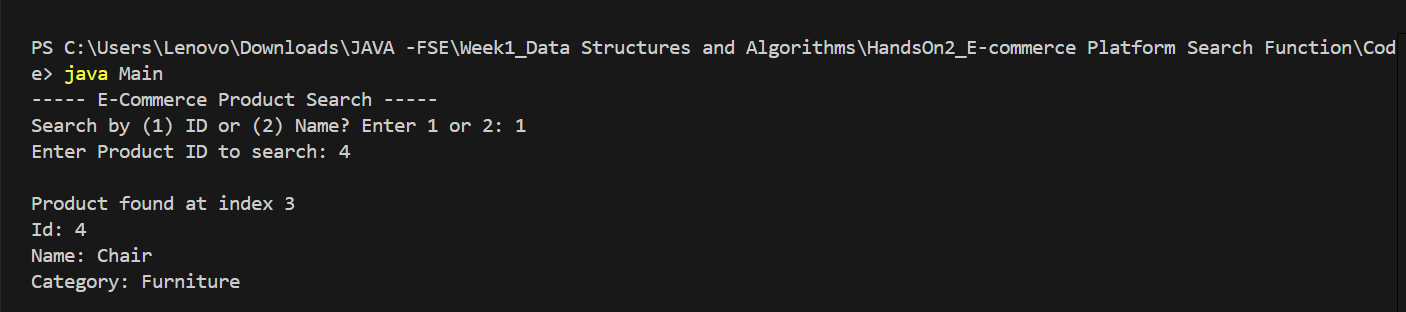 PS C:\Users\Lenovo\Downloads\JAVA -FSE\Week1_Data Structures and Algorithms\HandsOn2_E-commerce Platform Search Function\Cod
e> java Main
----- E-Commerce Product Search -----
Search by (1) ID or (2) Name? Enter 1 or 2: 1
Enter Product ID to search: 4
Product found at index 3
Id: 4
Name: Chair
Category: Furniture